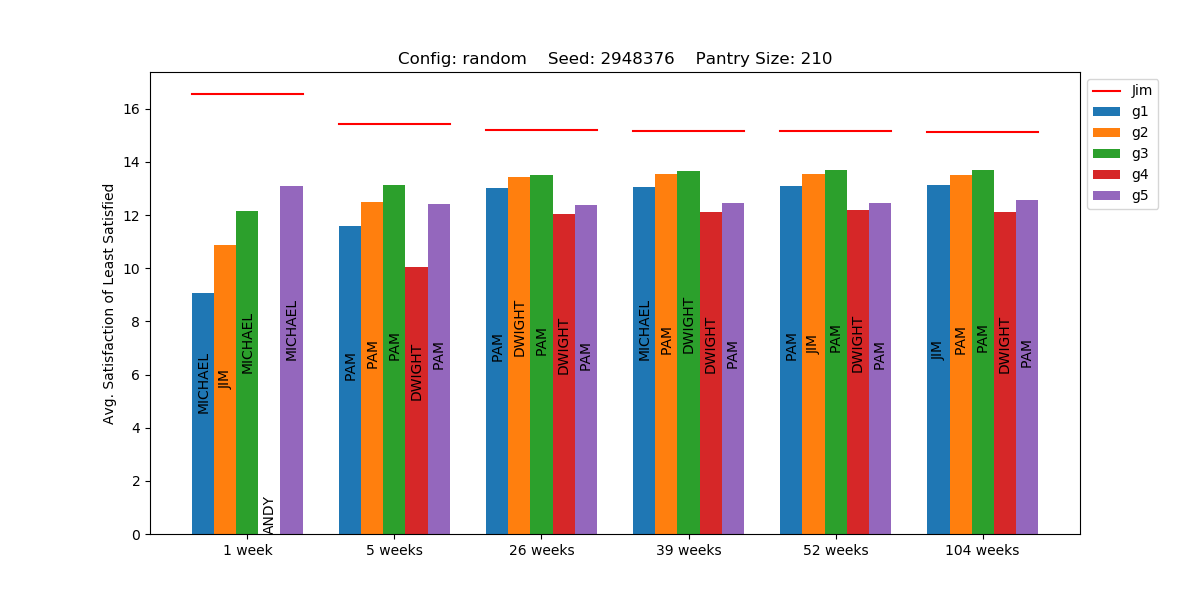 Config: random    Seed: 2948376    Pantry Size: 210
Avg. Satisfaction of Least Satisfied
16
14
12
10
8
6
4
2
0
MICHAEL
JIM
MICHAEL
ANDY
MICHAEL
PAM
PAM
PAM
DWIGHT
PAM
PAM
DWIGHT
PAM
DWIGHT
PAM
MICHAEL
PAM
DWIGHT
DWIGHT
PAM
PAM
JIM
PAM
DWIGHT
PAM
JIM
PAM
PAM
DWIGHT
PAM
1 week
5 weeks
26 weeks
39 weeks
52 weeks
104 weeks
Jim
g1
g2
g3
g4
g5